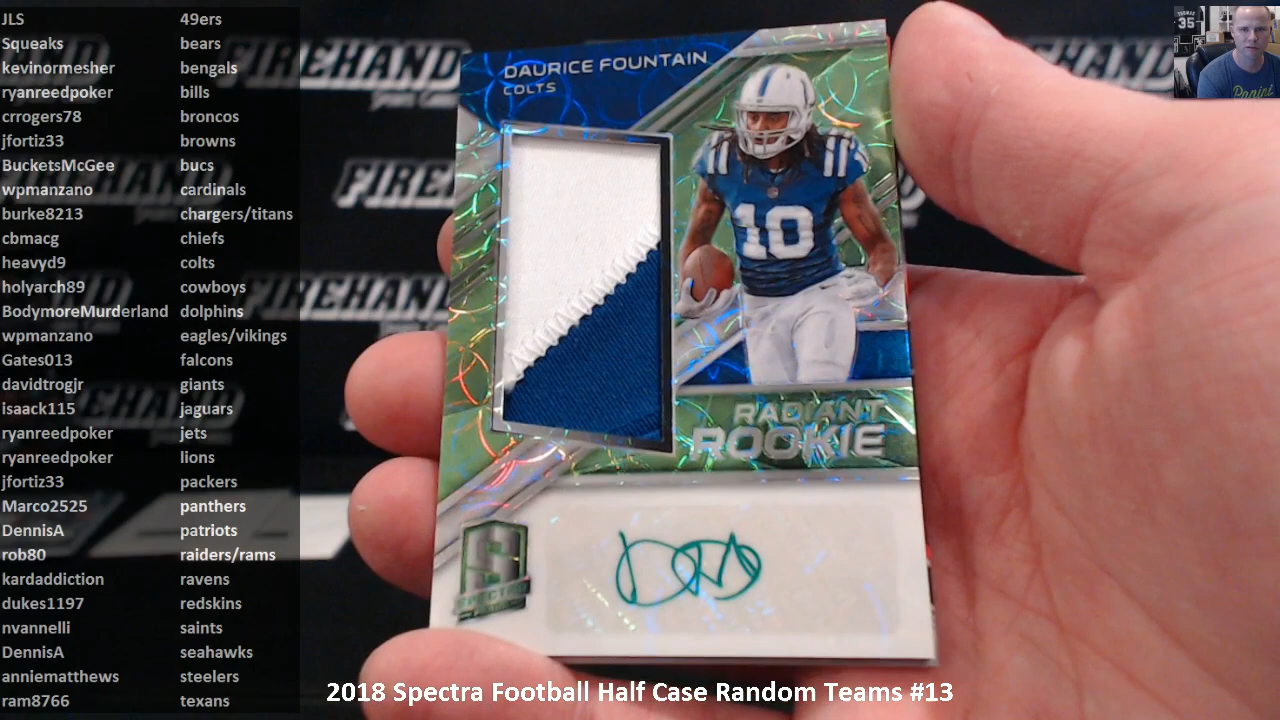 JLS 49ers
Squeaks bears
kevinormesher bengals
ryanreedpoker bills
crrogers78 broncos
jfortiz33 browns
BucketsMcGee bucs
wpmanzano cardinals
burke8213 chargers/titans
cbmacg chiefs
heavyd9 colts
holyarch89 cowboys
BodymoreMurderland dolphins
wpmanzano eagles/vikings
Gates013 falcons
davidtrogjr giants
isaack115 jaguars
ryanreedpoker jets
ryanreedpoker lions
jfortiz33 packers
Marco2525 panthers
DennisA patriots
rob80 raiders/rams
kardaddiction ravens
dukes1197 redskins
nvannelli saints
DennisA seahawks
anniematthews steelers
ram8766 texans
FIREHAND
DAURICE FOUNTAIN
COLTS
10
RADIANT
ROOKIE
S
SPECTRA
THOMAS
35
Panini
2018 Spectra Football Half Case Random Teams #13